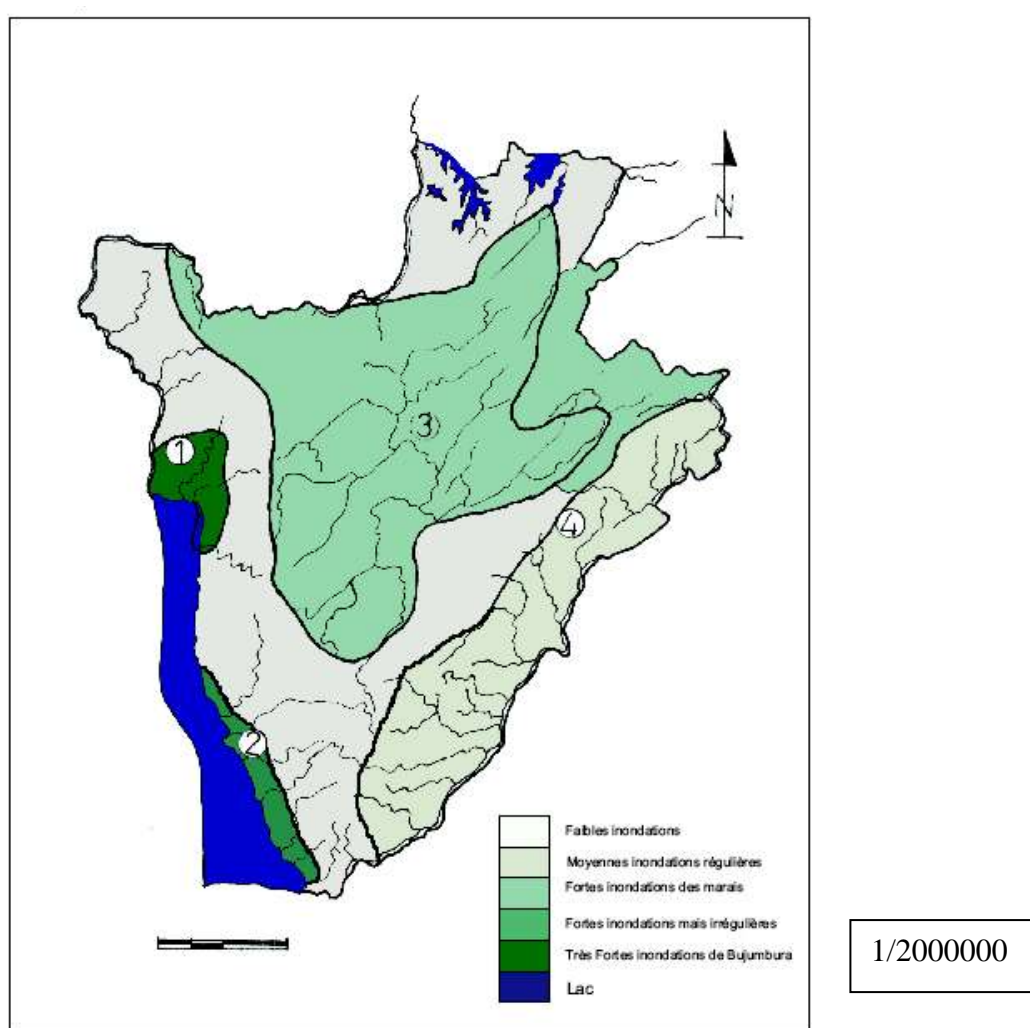 N
1
3
4
2
Faibles inondations
Moyennes inondations régulières
Fortes inondations des marais
Fortes inondations mais irrégulières
Très Fortes inondations de Bujumbura
Lac
1/2000000